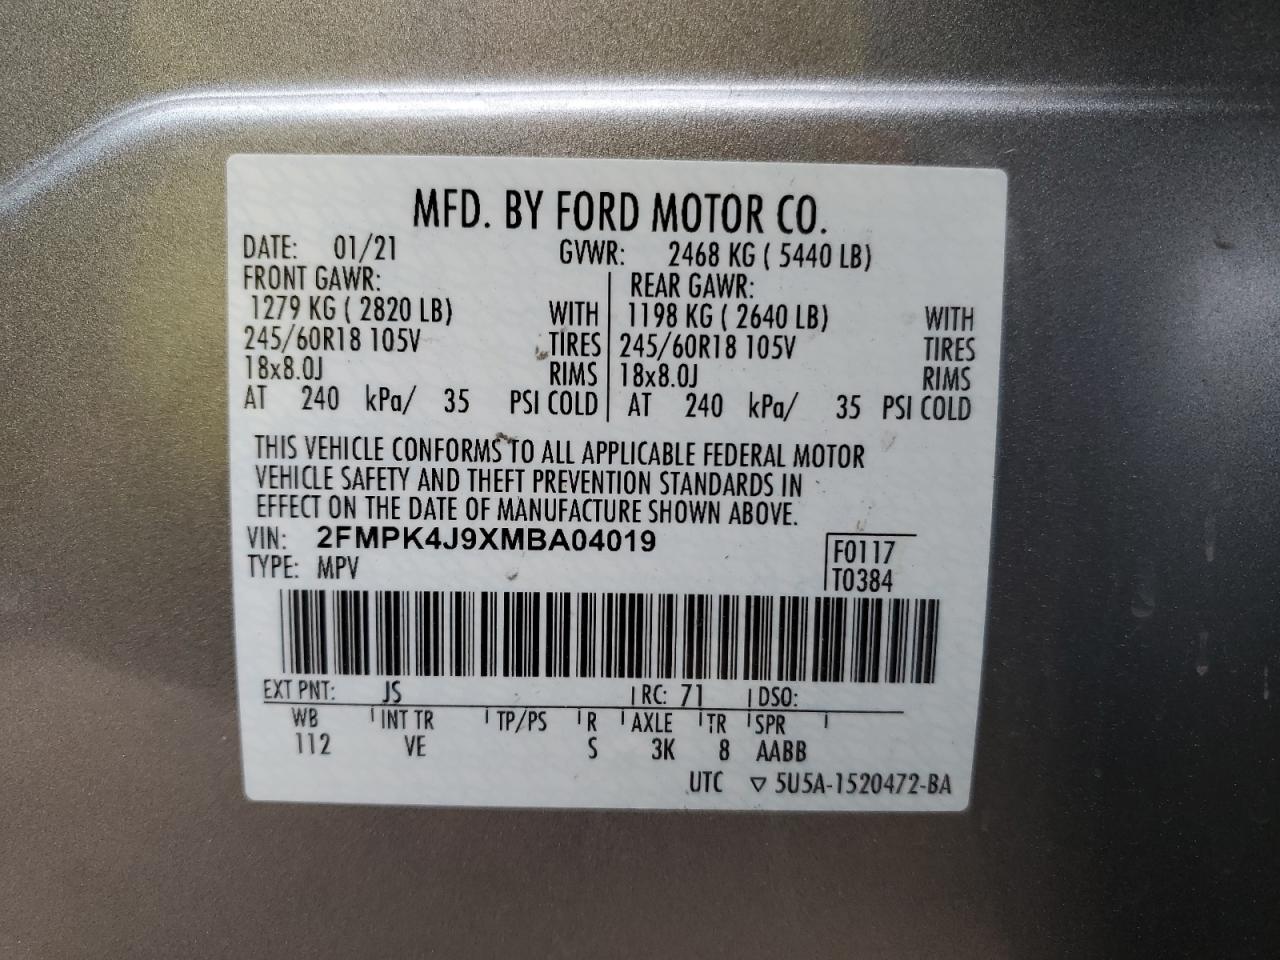 MFD. BY FORD MOTOR CO.
DATE: 01/21 GVWR: 2468 KG ( 5440 LB)
FRONT GAWR: REAR GAWR:
1279 KG ( 2820 LB) WITH 1198 KG ( 2640 LB) WITH
245/60R18 105V TIRES 245/60R18 105V TIRES
18x8.0J RIMS 18x8.0J RIMS
AT 240 kPa/ 35 PSI COLD AT 240 kPa/ 35 PSI COLD
THIS VEHICLE CONFORMS TO ALL APPLICABLE FEDERAL MOTOR
VEHICLE SAFETY AND THEFT PREVENTION STANDARDS IN
EFFECT ON THE DATE OF MANUFACTURE SHOWN ABOVE.
VIN: 2FMPK4J9XMBA04019 F0117
TYPE: MPV T0384
EXT PNT: JS RC: 71 DSO:
WB INT TR TP/PS R AXLE TR SPR
112 VE S 3K 8 AABB
UTC ▽ 5U5A-1520472-BA